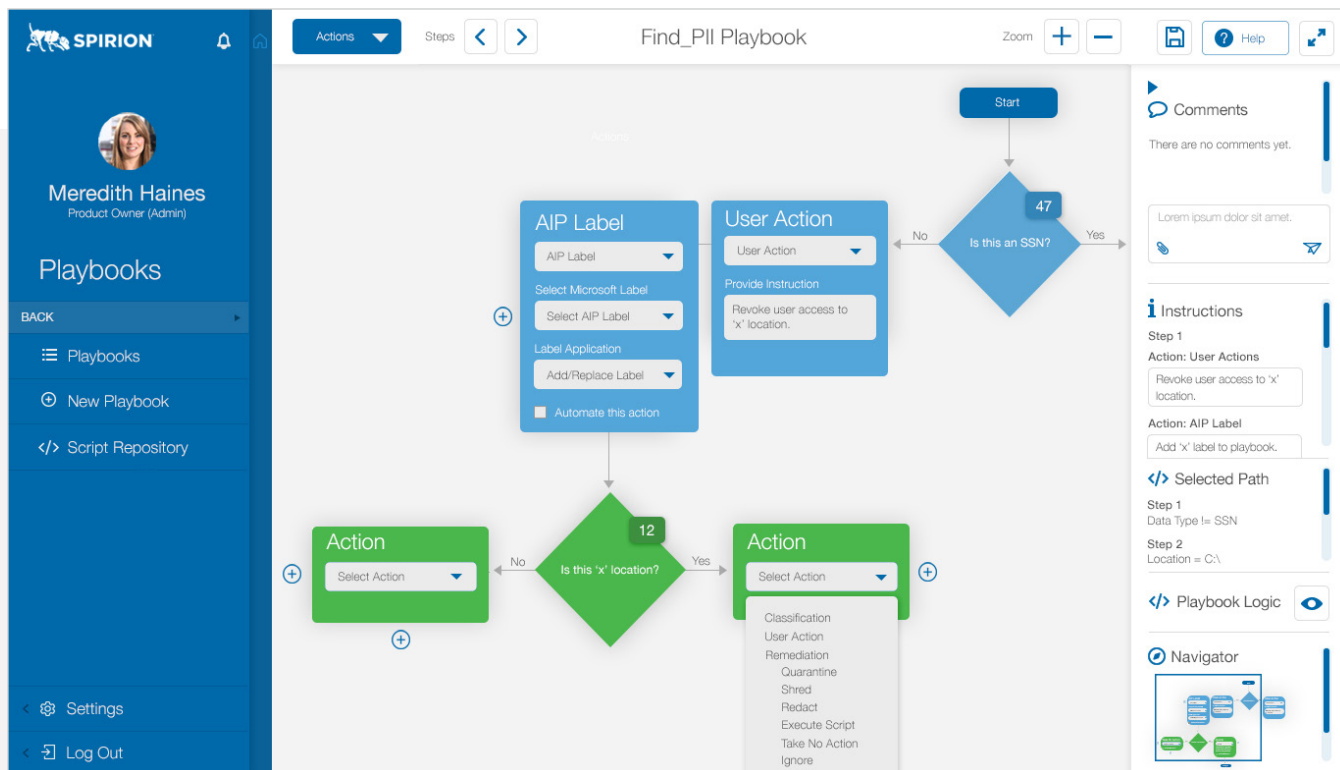 SPIRION
Meredith Haines
Product Owner (Admin)
Playbooks
BACK
Playbooks
New Playbook
</> Script Repository
Settings
Log Out
Actions
Steps
Find_PII Playbook
Zoom
Help
Actions
Start
47
Is this an SSN?
No
Yes
User Action
User Action
Provide Instruction
Revoke user access to
'x' location.
AIP Label
AIP Label
Select Microsoft Label
Select AIP Label
Label Application
Add/Replace Label
Automate this action
12
Is this 'x' location?
No
Yes
Action
Select Action
Action
Select Action
Classification
User Action
Remediation
Quarantine
Shred
Redact
Execute Script
Take No Action
Ignore
Comments
There are no comments yet.
Lorem ipsum dolor sit amet.
Instructions
Step 1
Action: User Actions
Revoke user access to 'x'
location.
Action: AIP Label
Add 'x' label to playbook.
</> Selected Path
Step 1
Data Type != SSN
Step 2
Location = C:\
</> Playbook Logic
Navigator